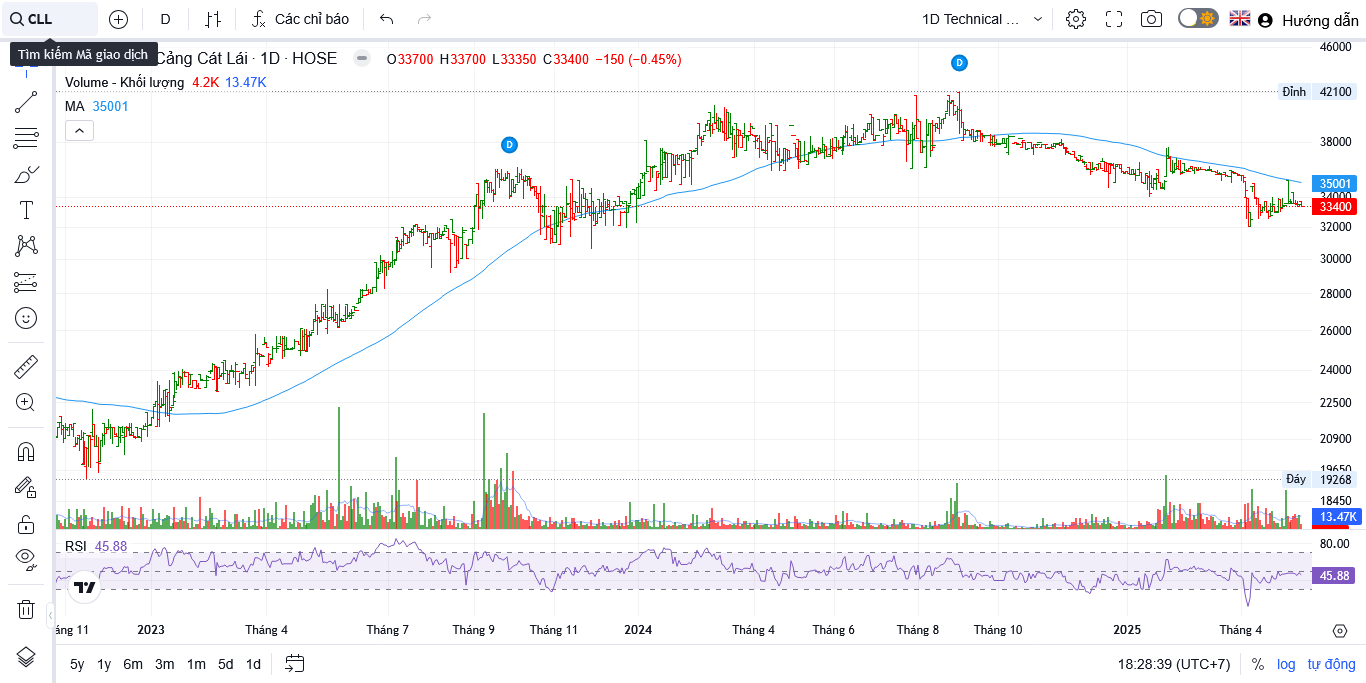 CLL D Các chỉ báo 1D Technical ... Hướng dẫn
Tìm kiếm Mã giao dịch
Cảng Cát Lái · 1D · HOSE O33700 H33700 L33350 C33400 −150 (−0.45%)
Volume - Khối lượng 4.2K 13.47K
MA 35001
D
D
46000
Đỉnh 42100
38000
35001
34000
33400
32000
30000
28000
26000
24000
22500
20900
19650
Đáy 19268
18450
13.47K
RSI 45.88
80.00
45.88
áng 11 2023 Tháng 4 Tháng 7 Tháng 9 Tháng 11 2024 Tháng 4 Tháng 6 Tháng 8 Tháng 10 2025 Tháng 4
5y 1y 6m 3m 1m 5d 1d 18:28:39 (UTC+7) % log tự động